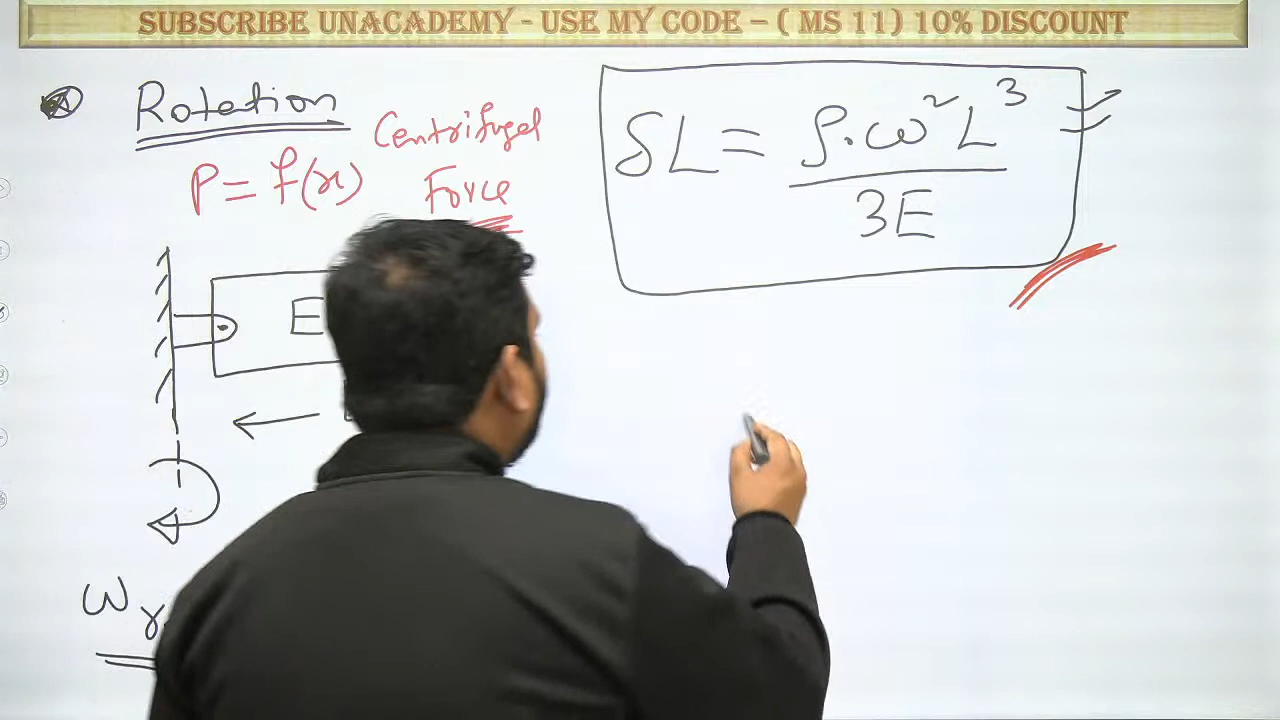 SUBSCRIBE UNACADEMY - USE MY CODE – ( MS 11) 10% DISCOUNT
Rotation
Centrifugal
P = f(x)
Force
δL = ρ.ω²L³
3E
E
ω